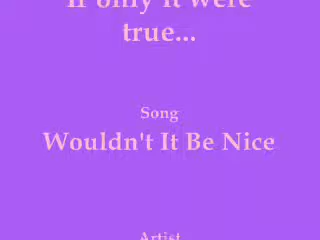 If only it were
true...
Song
Wouldn't It Be Nice
Artist